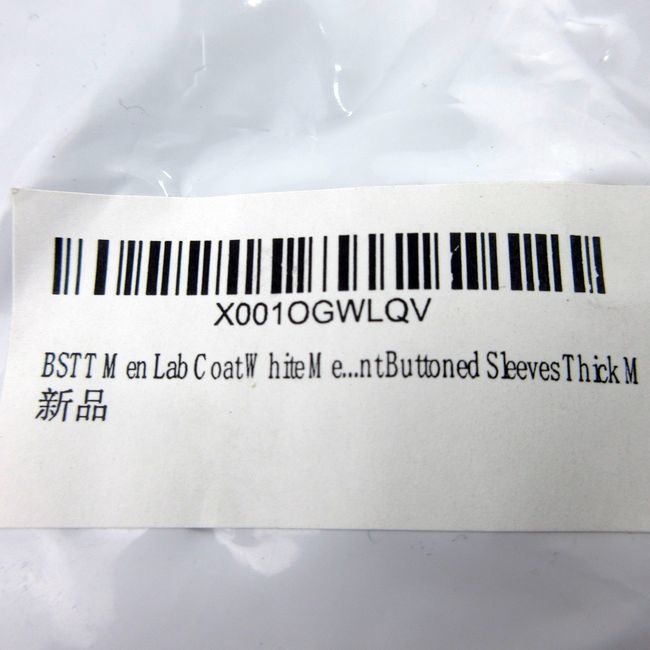 X001OGWLQV
BSTT Men Lab Coat White Me...nt Buttoned Sleeves Thick M
新品